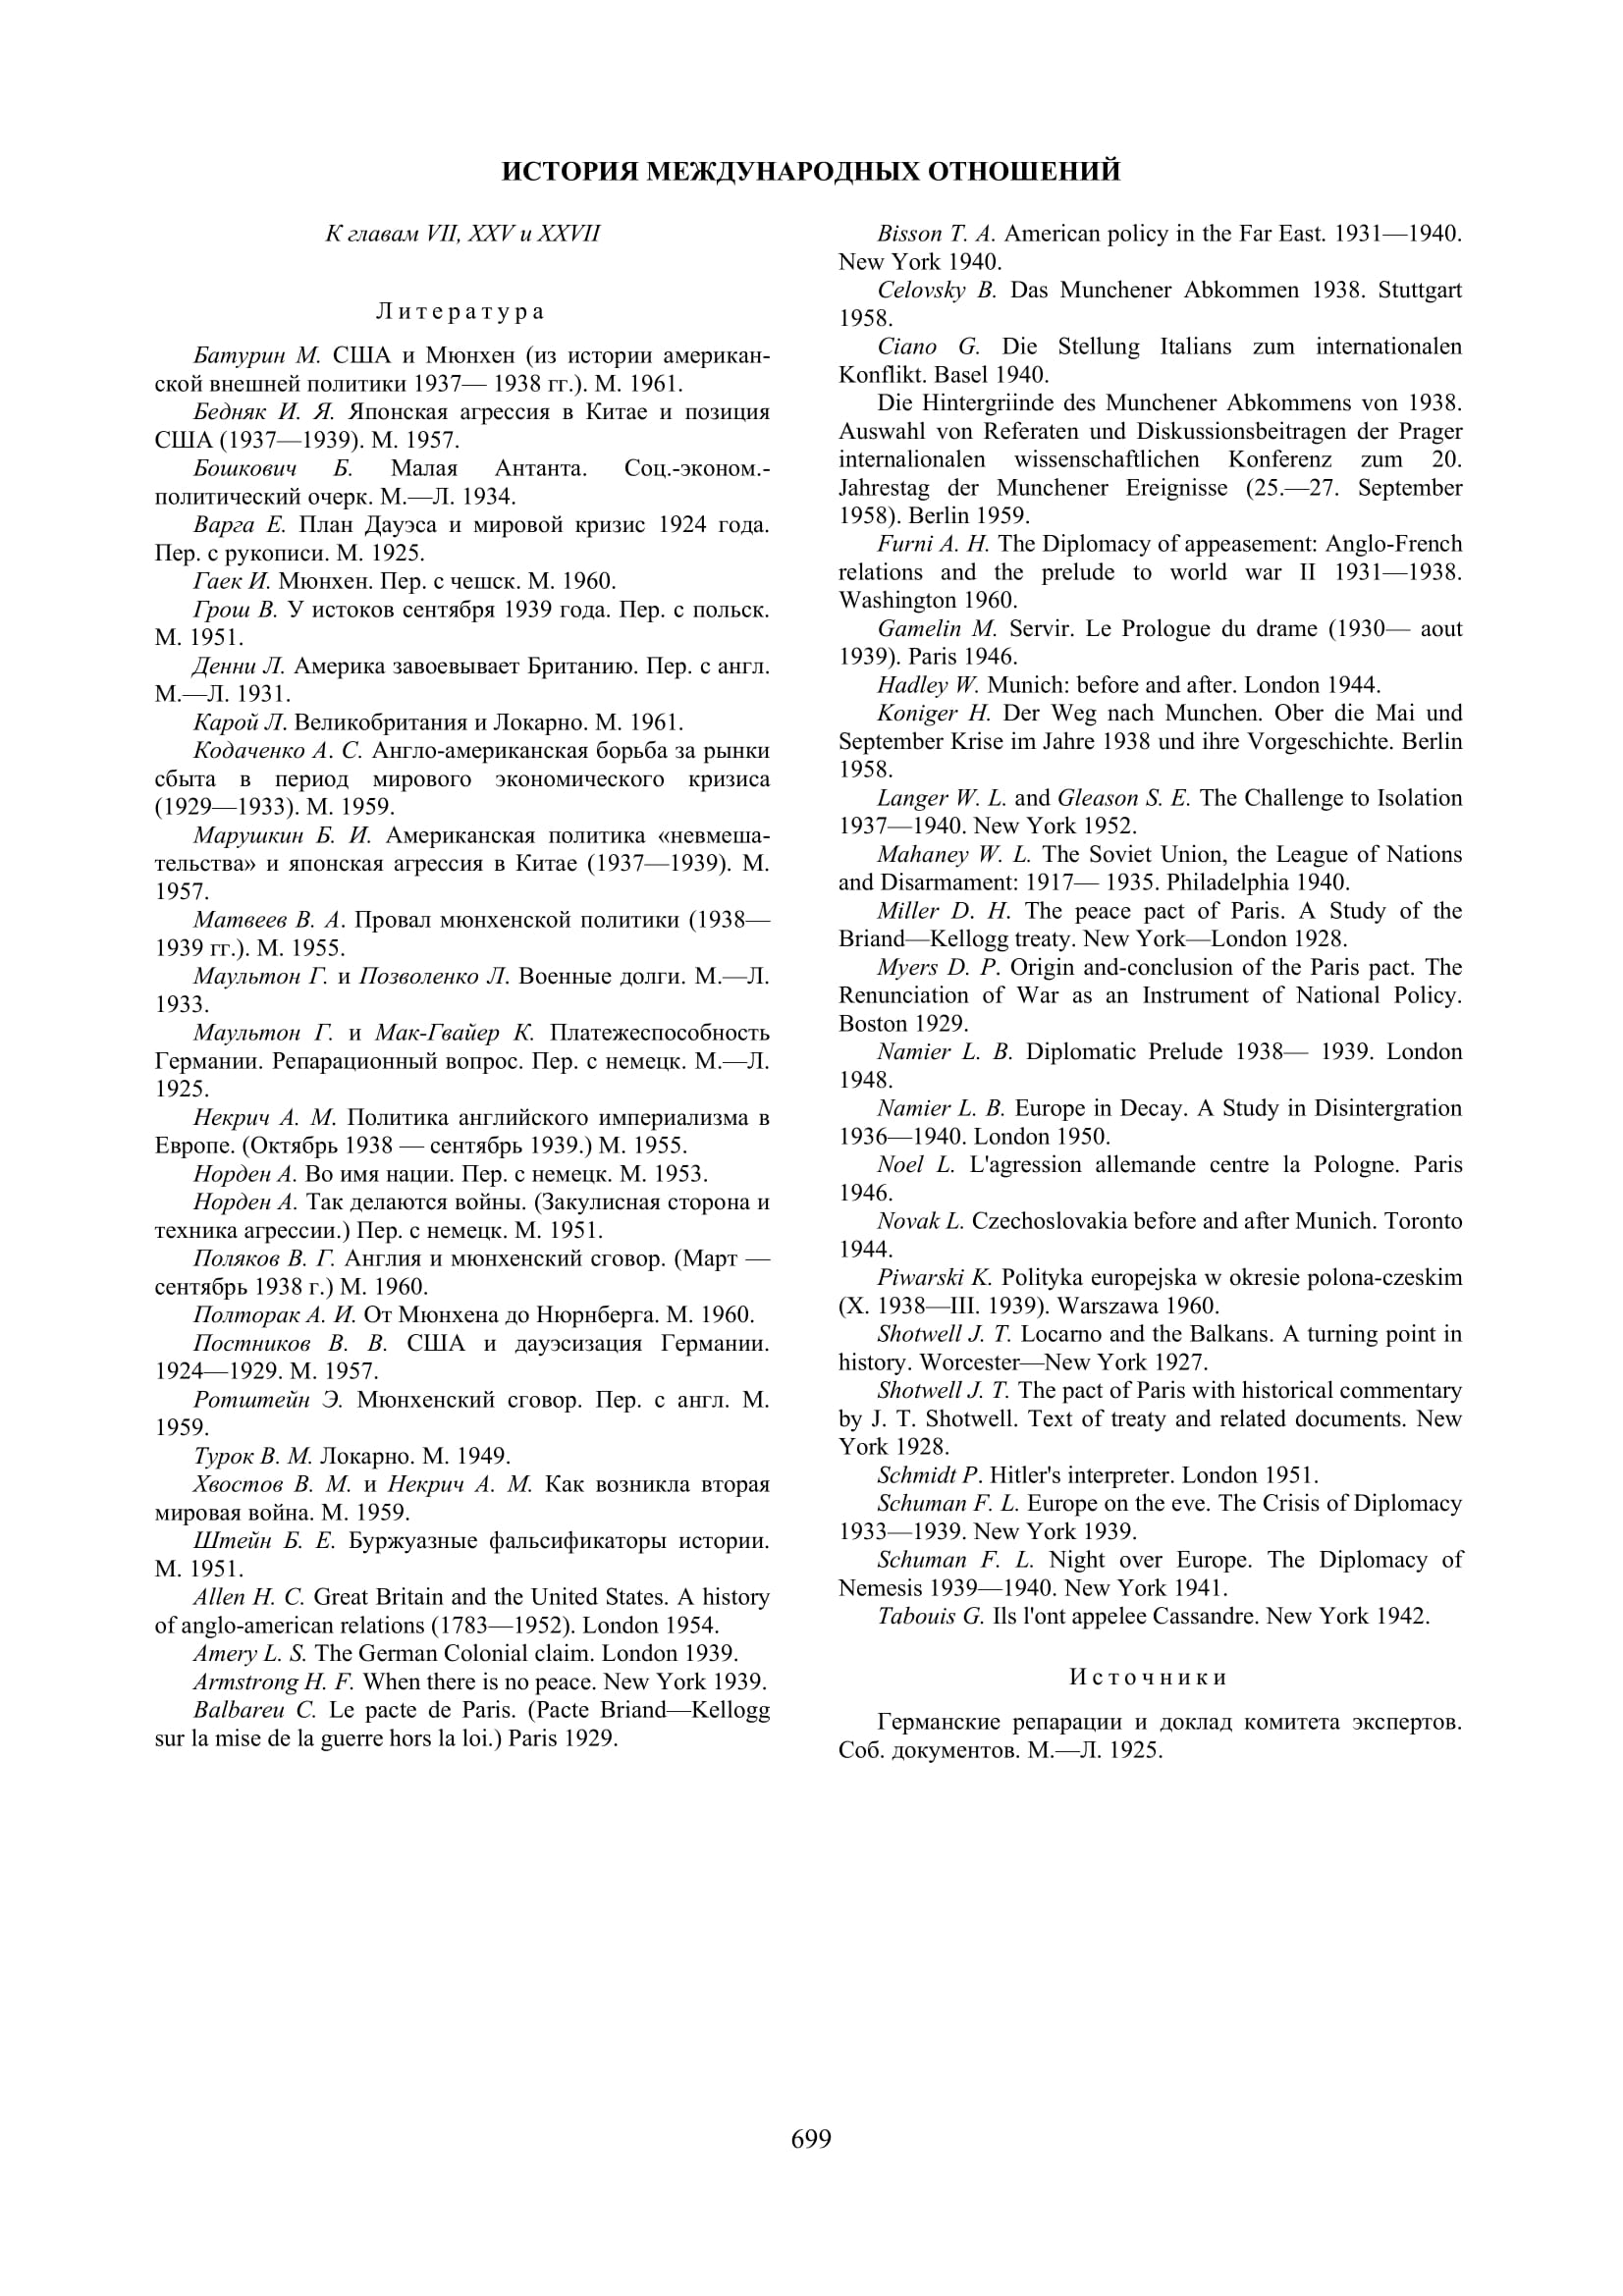 ИСТОРИЯ МЕЖДУНАРОДНЫХ ОТНОШЕНИЙ
К главам VII, XXV и XXVII
Литература
Батурин М. США и Мюнхен (из истории американ-
ской внешней политики 1937— 1938 гг.). М. 1961.
Бедняк И. Я. Японская агрессия в Китае и позиция
США (1937—1939). М. 1957.
Бошкович Б. Малая Антанта. Соц.-эконом.-
политический очерк. М.—Л. 1934.
Варга Е. План Дауэса и мировой кризис 1924 года.
Пер. с рукописи. М. 1925.
Гаек И. Мюнхен. Пер. с чешск. М. 1960.
Грош В. У истоков сентября 1939 года. Пер. с польск.
М. 1951.
Денни Л. Америка завоевывает Британию. Пер. с англ.
М.—Л. 1931.
Карой Л. Великобритания и Локарно. М. 1961.
Кодаченко А. С. Англо-американская борьба за рынки
сбыта в период мирового экономического кризиса
(1929—1933). М. 1959.
Марушкин Б. И. Американская политика «невмеша-
тельства» и японская агрессия в Китае (1937—1939). М.
1957.
Матвеев В. А. Провал мюнхенской политики (1938—
1939 гг.). М. 1955.
Маультон Г. и Позволенко Л. Военные долги. М.—Л.
1933.
Маультон Г. и Мак-Гвайер К. Платежеспособность
Германии. Репарационный вопрос. Пер. с немецк. М.—Л.
1925.
Некрич А. М. Политика английского империализма в
Европе. (Октябрь 1938 — сентябрь 1939.) М. 1955.
Норден А. Во имя нации. Пер. с немецк. М. 1953.
Норден А. Так делаются войны. (Закулисная сторона и
техника агрессии.) Пер. с немецк. М. 1951.
Поляков В. Г. Англия и мюнхенский сговор. (Март —
сентябрь 1938 г.) М. 1960.
Полторак А. И. От Мюнхена до Нюрнберга. М. 1960.
Постников В. В. США и дауэсизация Германии.
1924—1929. М. 1957.
Ротштейн Э. Мюнхенский сговор. Пер. с англ. М.
1959.
Турок В. М. Локарно. М. 1949.
Хвостов В. М. и Некрич А. М. Как возникла вторая
мировая война. М. 1959.
Штейн Б. Е. Буржуазные фальсификаторы истории.
М. 1951.
Allen H. C. Great Britain and the United States. A history
of anglo-american relations (1783—1952). London 1954.
Amery L. S. The German Colonial claim. London 1939.
Armstrong H. F. When there is no peace. New York 1939.
Balbareu C. Le pacte de Paris. (Pacte Briand—Kellogg
sur la mise de la guerre hors la loi.) Paris 1929.
Bisson T. A. American policy in the Far East. 1931—1940.
New York 1940.
Celovsky B. Das Munchener Abkommen 1938. Stuttgart
1958.
Ciano G. Die Stellung Italians zum internationalen
Konflikt. Basel 1940.
Die Hintergriinde des Munchener Abkommens von 1938.
Auswahl von Referaten und Diskussionsbeitragen der Prager
internalionalen wissenschaftlichen Konferenz zum 20.
Jahrestag der Munchener Ereignisse (25.—27. September
1958). Berlin 1959.
Furni A. H. The Diplomacy of appeasement: Anglo-French
relations and the prelude to world war II 1931—1938.
Washington 1960.
Gamelin M. Servir. Le Prologue du drame (1930— aout
1939). Paris 1946.
Hadley W. Munich: before and after. London 1944.
Koniger H. Der Weg nach Munchen. Ober die Mai und
September Krise im Jahre 1938 und ihre Vorgeschichte. Berlin
1958.
Langer W. L. and Gleason S. E. The Challenge to Isolation
1937—1940. New York 1952.
Mahaney W. L. The Soviet Union, the League of Nations
and Disarmament: 1917— 1935. Philadelphia 1940.
Miller D. H. The peace pact of Paris. A Study of the
Briand—Kellogg treaty. New York—London 1928.
Myers D. P. Origin and-conclusion of the Paris pact. The
Renunciation of War as an Instrument of National Policy.
Boston 1929.
Namier L. B. Diplomatic Prelude 1938— 1939. London
1948.
Namier L. B. Europe in Decay. A Study in Disintergration
1936—1940. London 1950.
Noel L. L'agression allemande centre la Pologne. Paris
1946.
Novak L. Czechoslovakia before and after Munich. Toronto
1944.
Piwarski K. Polityka europejska w okresie polona-czeskim
(X. 1938—III. 1939). Warszawa 1960.
Shotwell J. T. Locarno and the Balkans. A turning point in
history. Worcester—New York 1927.
Shotwell J. T. The pact of Paris with historical commentary
by J. T. Shotwell. Text of treaty and related documents. New
York 1928.
Schmidt P. Hitler's interpreter. London 1951.
Schuman F. L. Europe on the eve. The Crisis of Diplomacy
1933—1939. New York 1939.
Schuman F. L. Night over Europe. The Diplomacy of
Nemesis 1939—1940. New York 1941.
Tabouis G. Ils l'ont appelee Cassandre. New York 1942.
Источники
Германские репарации и доклад комитета экспертов.
Соб. документов. М.—Л. 1925.
699